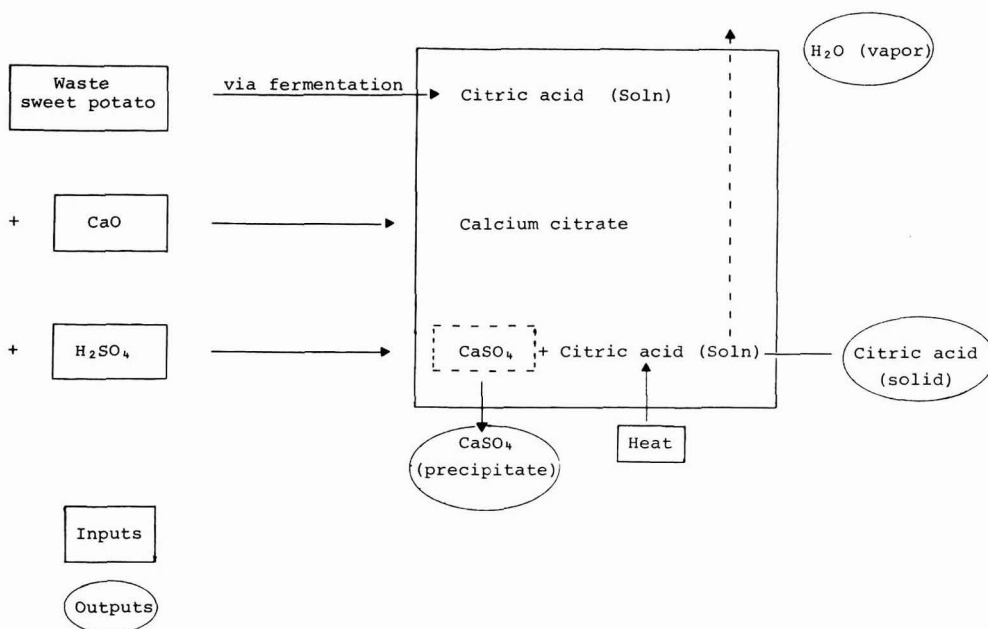 H₂O (vapor)
Waste
sweet potato
via fermentation
Citric acid (Soln)
+ CaO
Calcium citrate
+ H₂SO₄
CaSO₄ + Citric acid (Soln)
Citric acid
(solid)
CaSO₄
(precipitate)
Heat
Inputs
Outputs